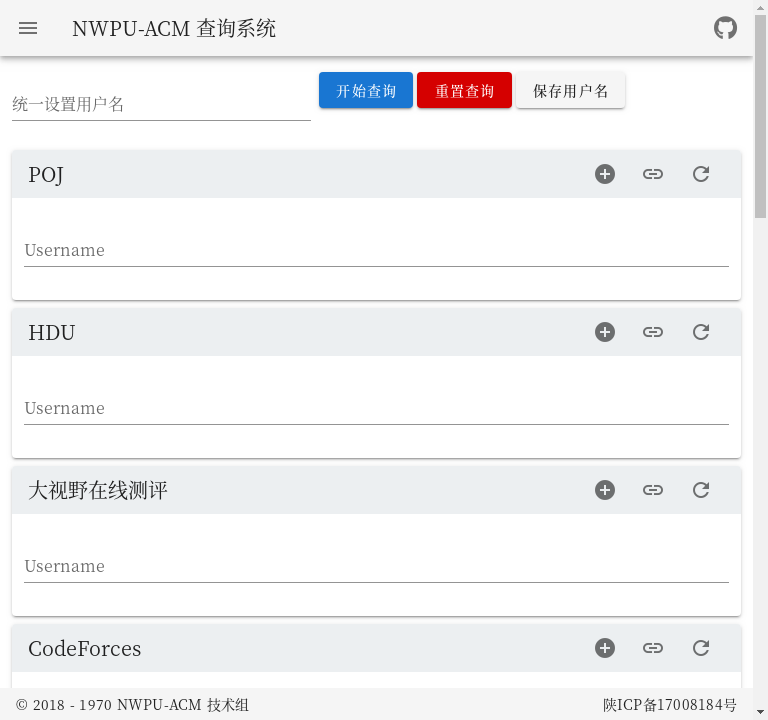 NWPU-ACM 查询系统
统一设置用户名
开始查询
重置查询
保存用户名
POJ
Username
HDU
Username
大视野在线测评
Username
CodeForces
© 2018 - 1970 NWPU-ACM 技术组
陕ICP备17008184号